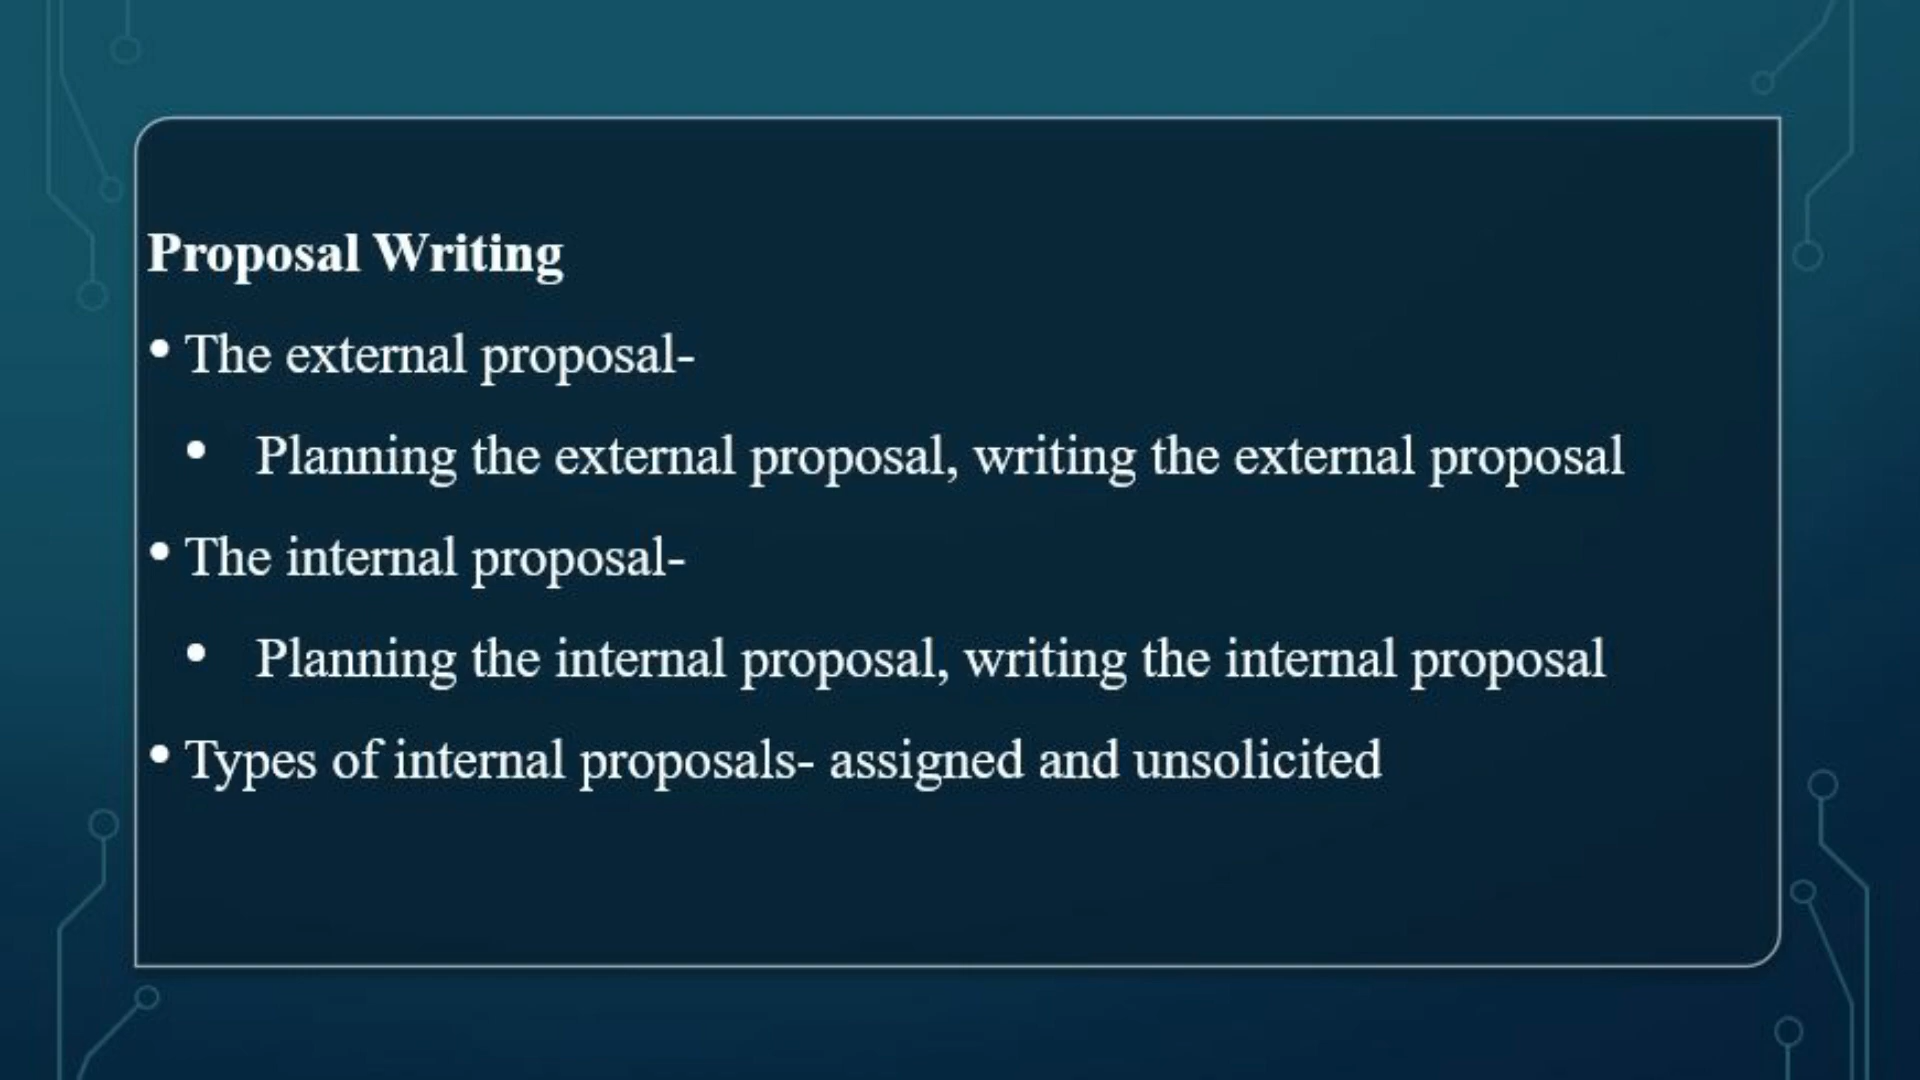 Proposal Writing
• The external proposal-
• Planning the external proposal, writing the external proposal
• The internal proposal-
• Planning the internal proposal, writing the internal proposal
• Types of internal proposals- assigned and unsolicited